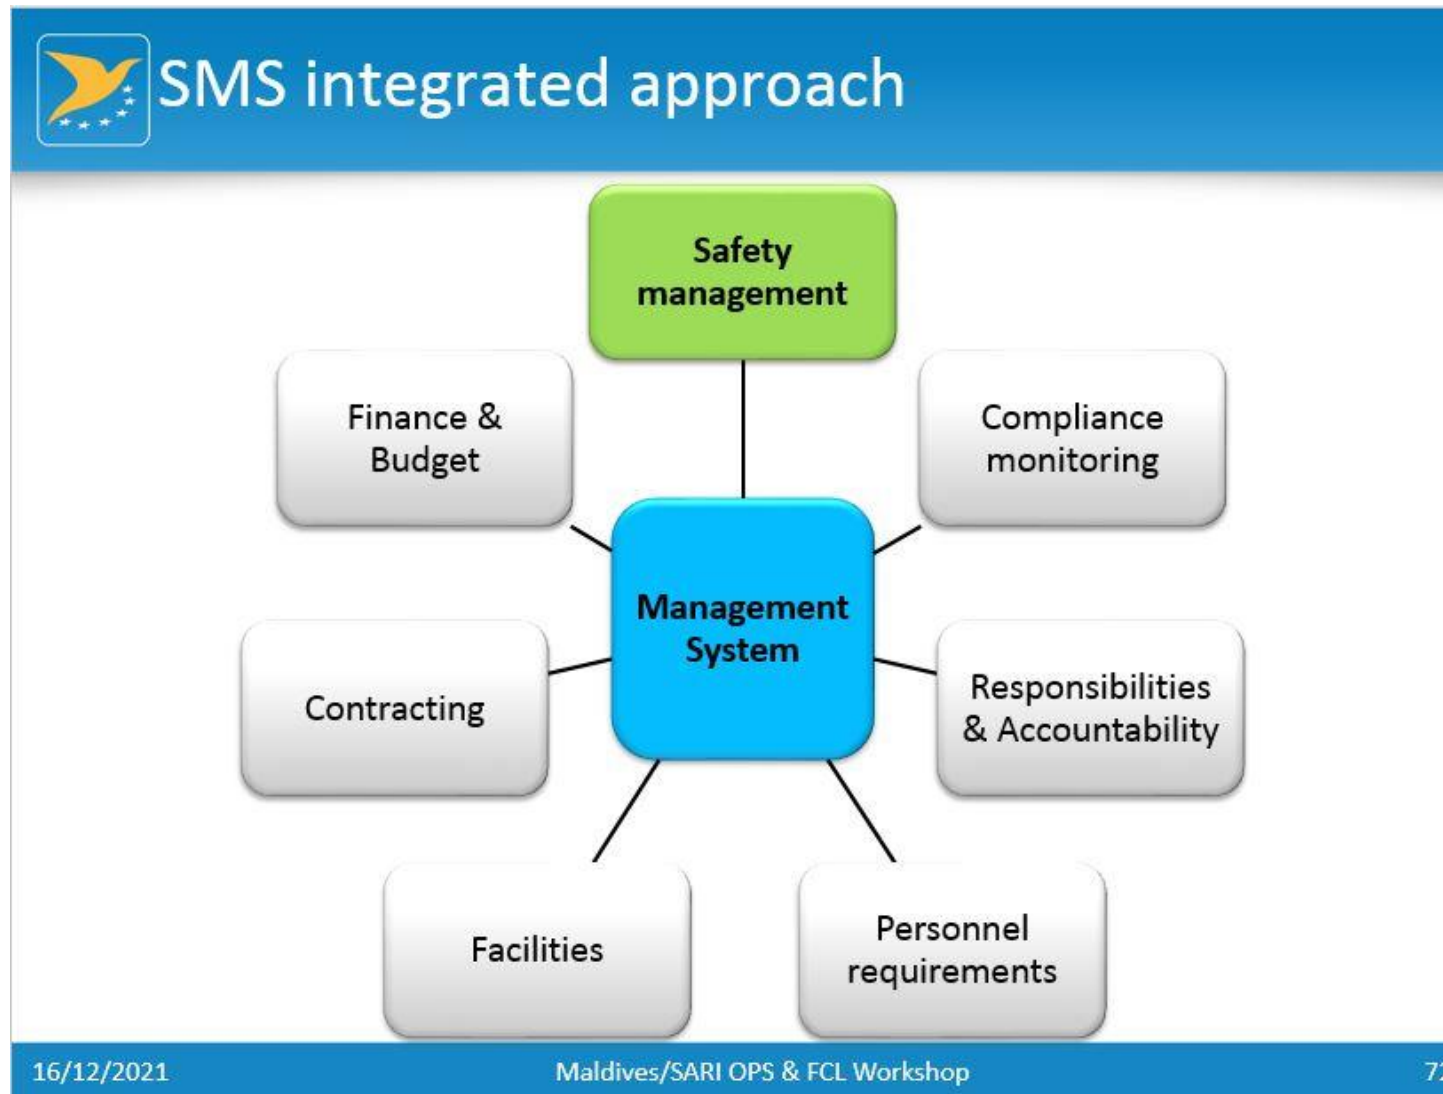 SMS integrated approach
Safety
management
Finance &
Budget
Compliance
monitoring
Management
System
Contracting
Responsibilities
& Accountability
Facilities
Personnel
requirements
16/12/2021
Maldives/SARI OPS & FCL Workshop
72